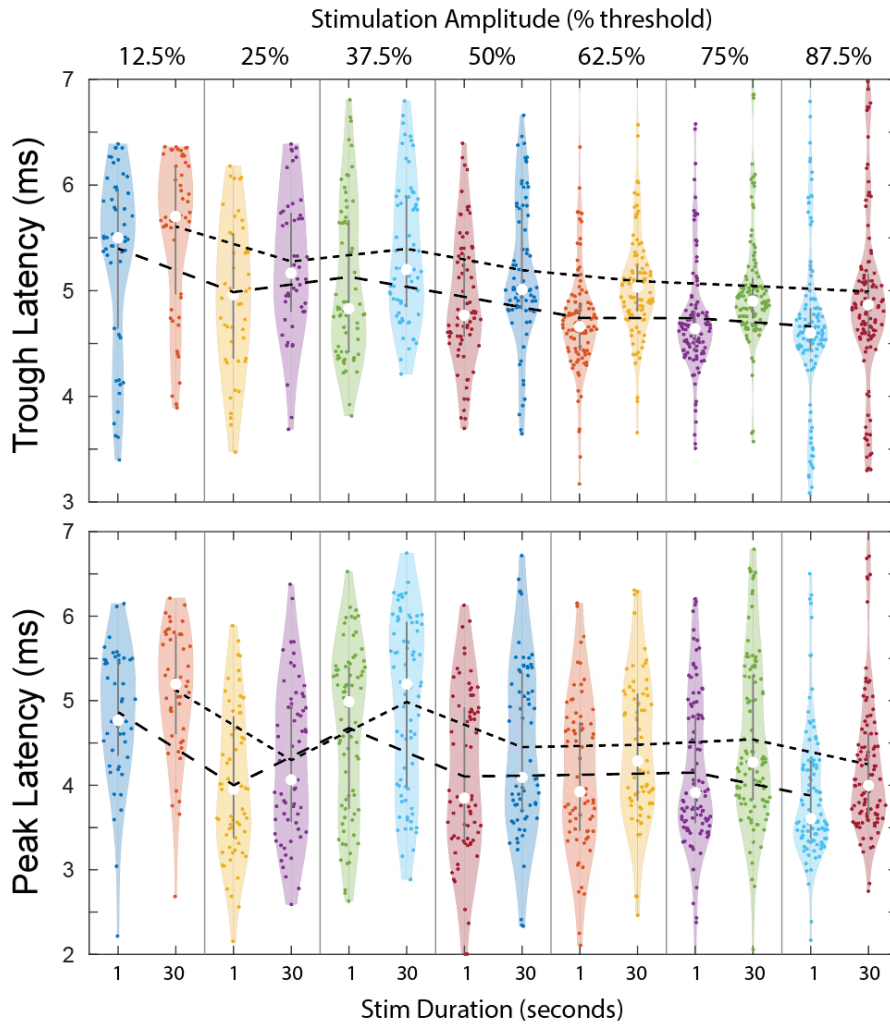 Stimulation Amplitude (% threshold)
12.5% 25% 37.5% 50% 62.5% 75% 87.5%
7
6
5
4
3
Trough Latency (ms)
7
6
5
4
3
2
Peak Latency (ms)
1 30 1 30 1 30 1 30 1 30 1 30 1 30
Stim Duration (seconds)